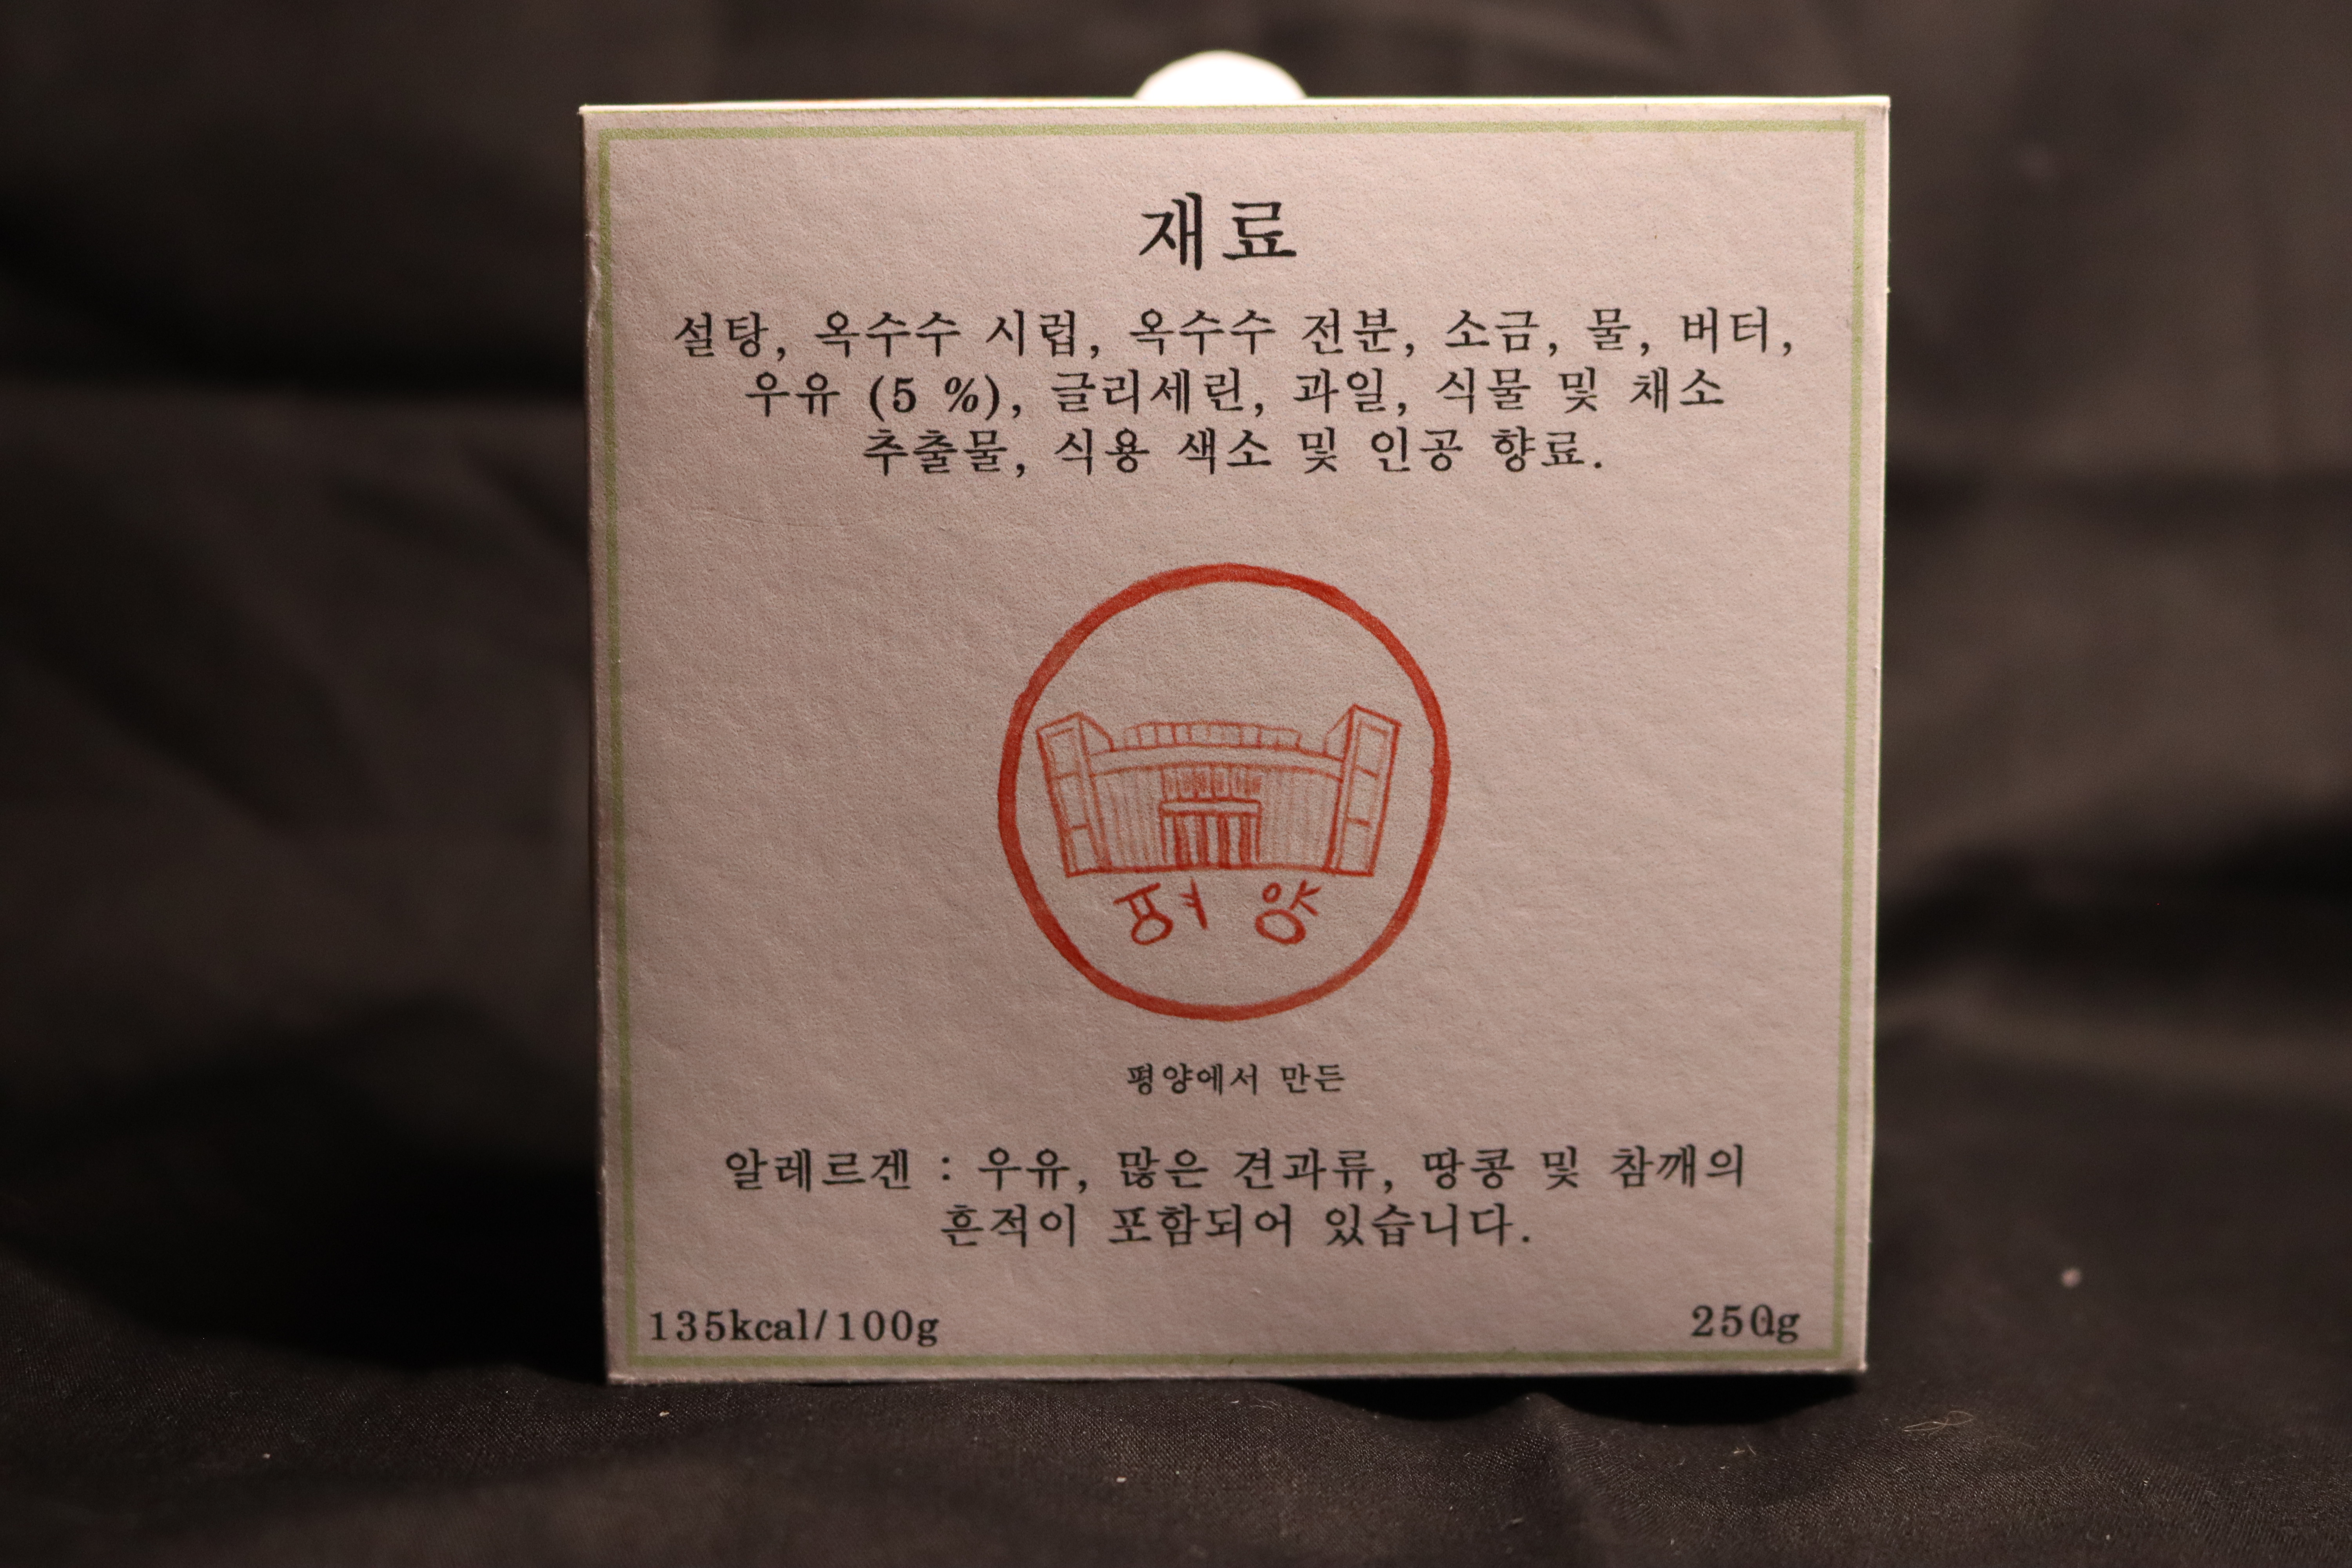 재료
설탕, 옥수수 시럽, 옥수수 전분, 소금, 물, 버터,
우유 (5 %), 글리세린, 과일, 식물 및 채소
추출물, 식용 색소 및 인공 향료.
평양
평양에서 만든
알레르겐 : 우유, 많은 견과류, 땅콩 및 참깨의
흔적이 포함되어 있습니다.
135kcal/100g
250g